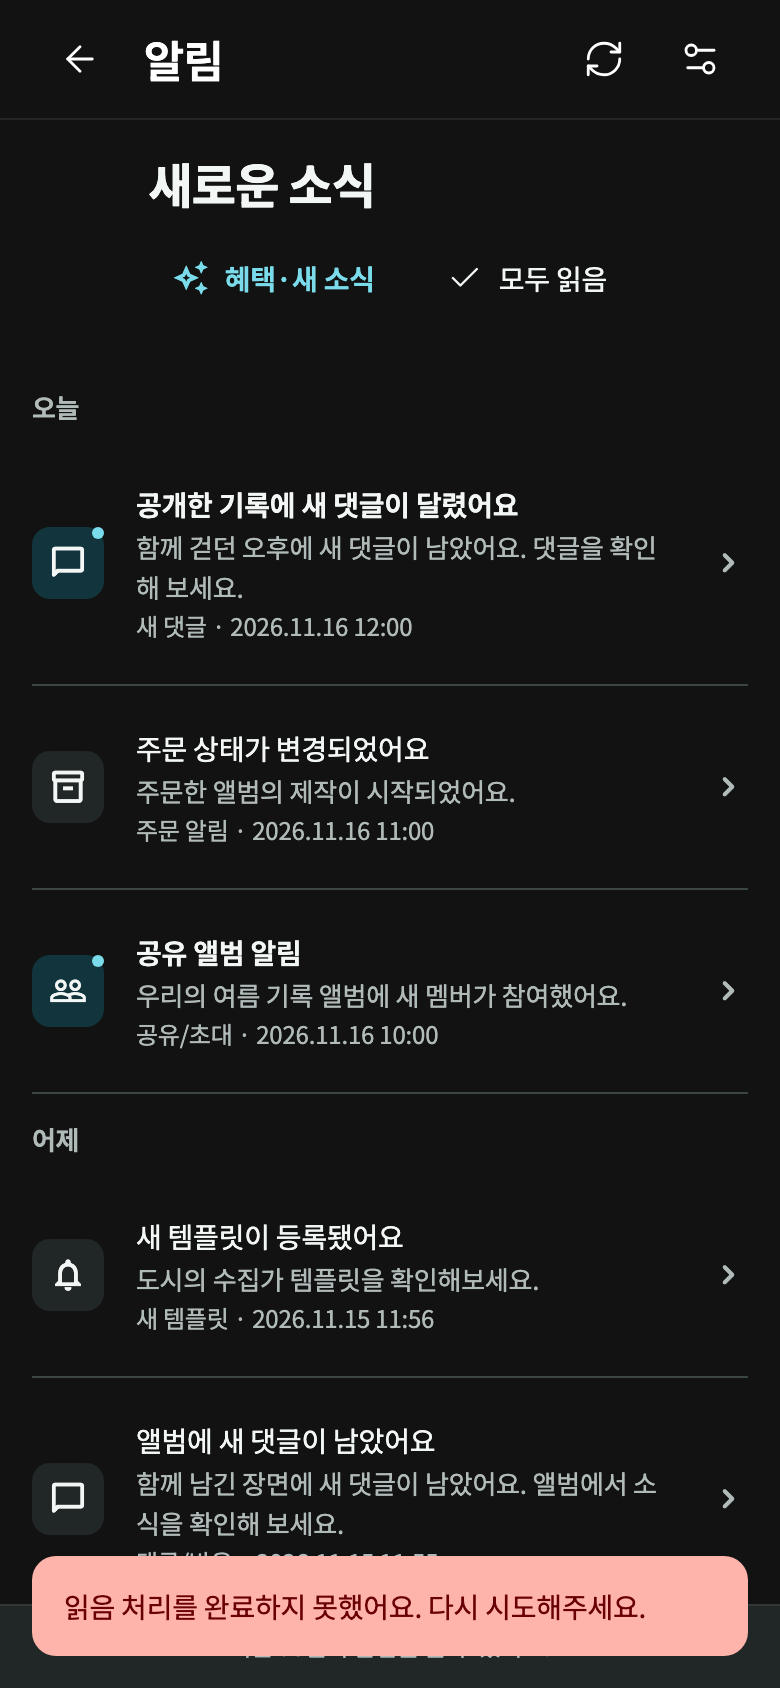 알림
새로운 소식
혜택·새 소식
모두 읽음
오늘
공개한 기록에 새 댓글이 달렸어요
함께 걷던 오후에 새 댓글이 남았어요. 댓글을 확인
해 보세요.
새 댓글 · 2026.11.16 12:00
주문 상태가 변경되었어요
주문한 앨범의 제작이 시작되었어요.
주문 알림 · 2026.11.16 11:00
공유 앨범 알림
우리의 여름 기록 앨범에 새 멤버가 참여했어요.
공유/초대 · 2026.11.16 10:00
어제
새 템플릿이 등록됐어요
도시의 수집가 템플릿을 확인해보세요.
새 템플릿 · 2026.11.15 11:56
앨범에 새 댓글이 남았어요
함께 남긴 장면에 새 댓글이 남았어요. 앨범에서 소
식을 확인해 보세요.
읽음 처리를 완료하지 못했어요. 다시 시도해주세요.